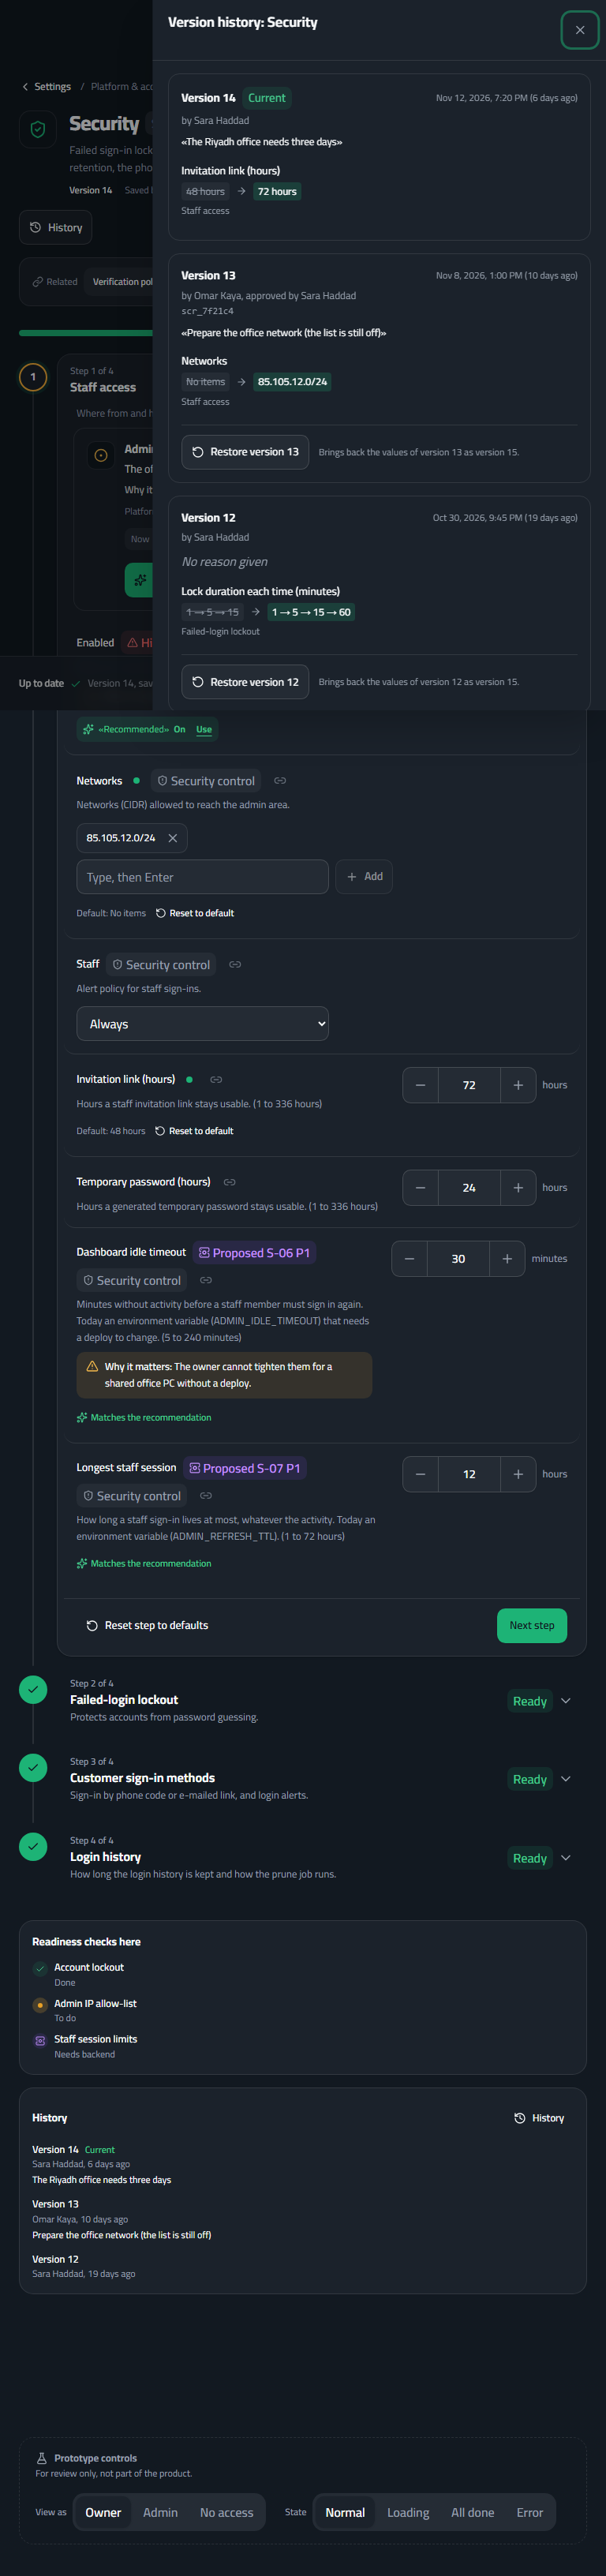 Version history: Security
Settings / Platform & acc
Security
Failed sign-in lock
retention, the pho
Version 14 Saved
History
Related Verification pol
Version 14 Current
Nov 12, 2026, 7:20 PM (6 days ago)
by Sara Haddad
«The Riyadh office needs three days»
Invitation link (hours)
48 hours → 72 hours
Staff access
Version 13
Nov 8, 2026, 1:00 PM (10 days ago)
by Omar Kaya, approved by Sara Haddad
scr_7f21c4
«Prepare the office network (the list is still off)»
Networks
No items → 85.105.12.0/24
Staff access
Restore version 13
Brings back the values of version 13 as version 15.
Version 12
Oct 30, 2026, 9:45 PM (19 days ago)
by Sara Haddad
No reason given
Lock duration each time (minutes)
1 → 5 → 15 → 1 → 5 → 15 → 60
Failed-login lockout
Restore version 12
Brings back the values of version 12 as version 15.
1
Step 1 of 4
Staff access
Where from and h
Admi
The of
Why it
Platfor
Now
Enabled Hi
Up to date Version 14, sav
«Recommended» On Use
Networks Security control
Networks (CIDR) allowed to reach the admin area.
85.105.12.0/24
Type, then Enter
Add
Default: No items Reset to default
Staff Security control
Alert policy for staff sign-ins.
Always
Invitation link (hours)
72 hours
Hours a staff invitation link stays usable. (1 to 336 hours)
Default: 48 hours Reset to default
Temporary password (hours)
24 hours
Hours a generated temporary password stays usable. (1 to 336 hours)
Dashboard idle timeout Proposed S-06 P1
30 minutes
Security control
Minutes without activity before a staff member must sign in again.
Today an environment variable (ADMIN_IDLE_TIMEOUT) that needs
a deploy to change. (5 to 240 minutes)
Why it matters: The owner cannot tighten them for a
shared office PC without a deploy.
Matches the recommendation
Longest staff session Proposed S-07 P1
12 hours
Security control
How long a staff sign-in lives at most, whatever the activity. Today an
environment variable (ADMIN_REFRESH_TTL). (1 to 72 hours)
Matches the recommendation
Reset step to defaults
Next step
Step 2 of 4
Failed-login lockout
Protects accounts from password guessing.
Ready
Step 3 of 4
Customer sign-in methods
Sign-in by phone code or e-mailed link, and login alerts.
Ready
Step 4 of 4
Login history
How long the login history is kept and how the prune job runs.
Ready
Readiness checks here
Account lockout
Done
Admin IP allow-list
To do
Staff session limits
Needs backend
History
History
Version 14 Current
Sara Haddad, 6 days ago
The Riyadh office needs three days
Version 13
Omar Kaya, 10 days ago
Prepare the office network (the list is still off)
Version 12
Sara Haddad, 19 days ago
Prototype controls
For review only, not part of the product.
View as Owner Admin No access
State Normal Loading All done Error